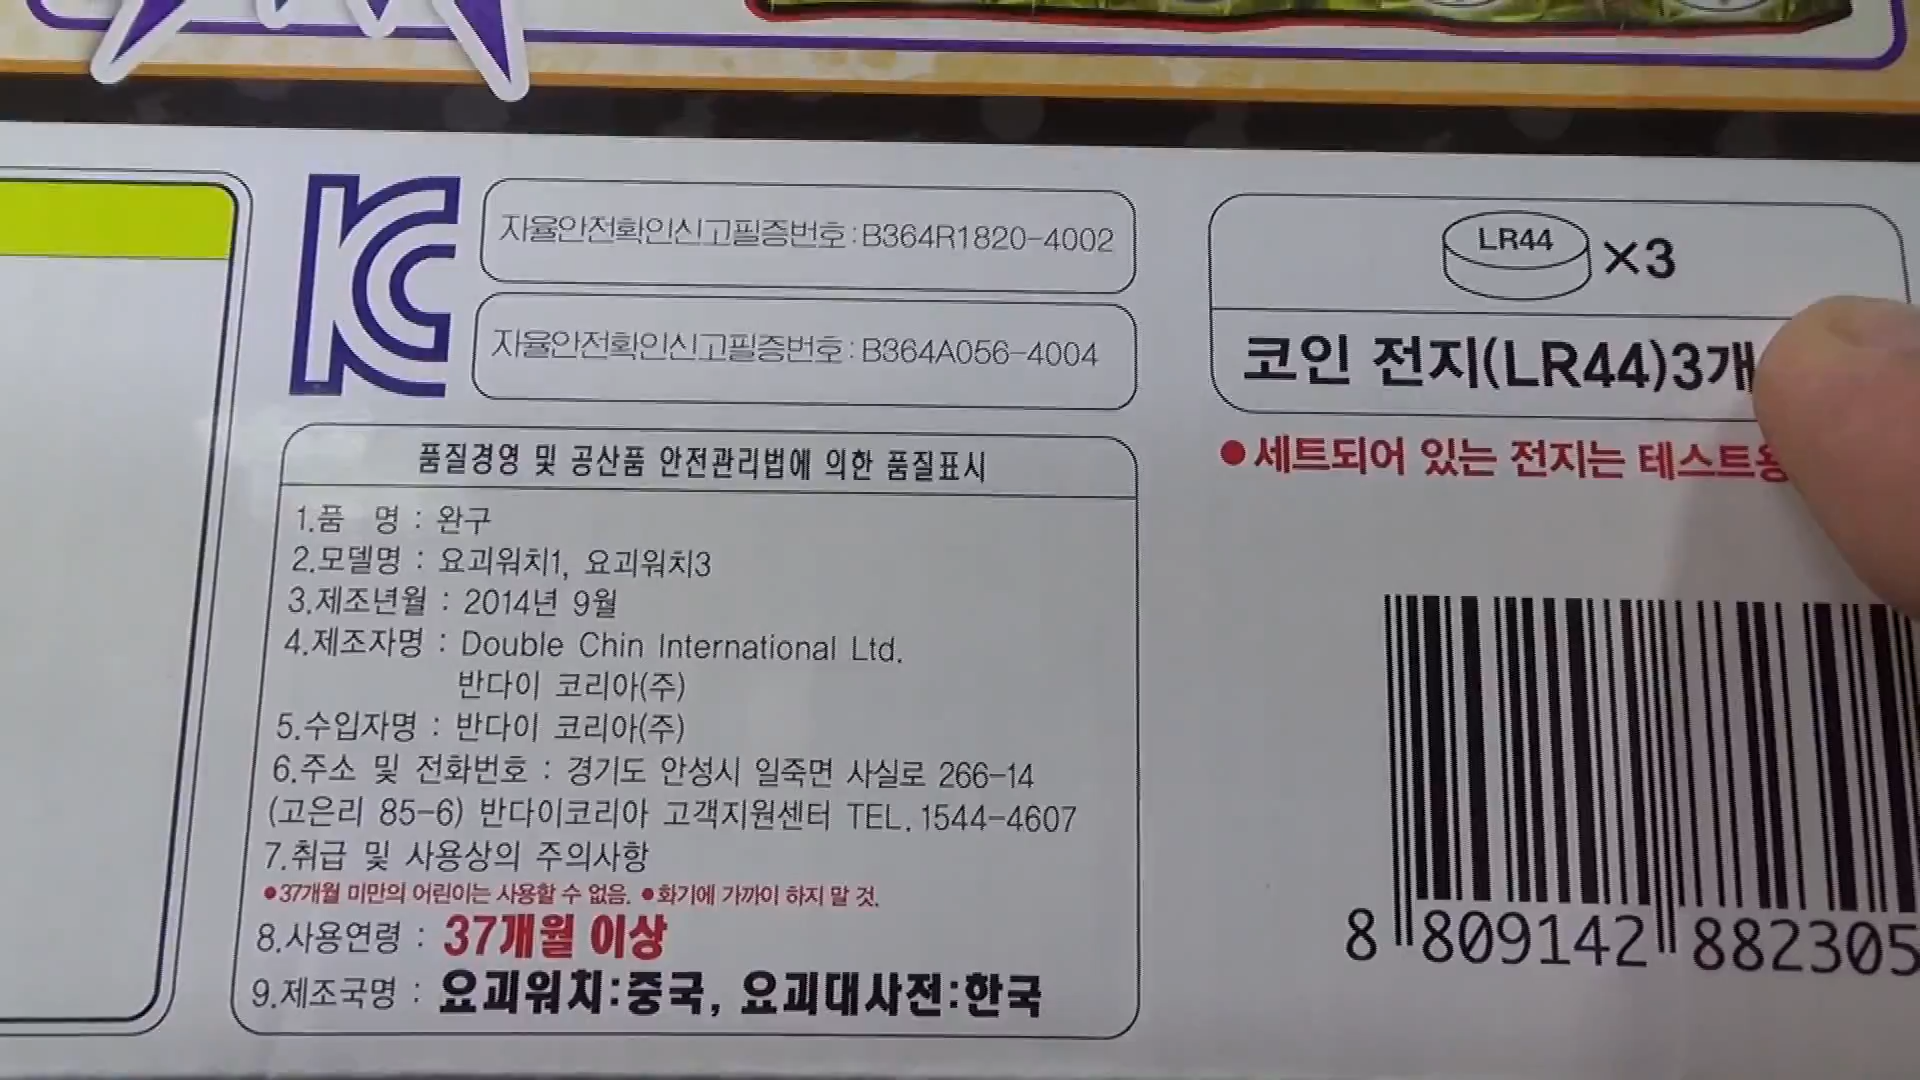 KC
자율안전확인신고필증번호:B364R1820-4002
자율안전확인신고필증번호:B364A056-4004
품질경영 및 공산품 안전관리법에 의한 품질표시
1.품 명 : 완구
2.모델명 : 요괴워치1, 요괴워치3
3.제조년월 : 2014년 9월
4.제조자명 : Double Chin International Ltd.
반다이 코리아(주)
5.수입자명 : 반다이 코리아(주)
6.주소 및 전화번호 : 경기도 안성시 일죽면 사실로 266-14
(고은리 85-6) 반다이코리아 고객지원센터 TEL.1544-4607
7.취급 및 사용상의 주의사항
●37개월 미만의 어린이는 사용할 수 없음. ●화기에 가까이 하지 말 것.
8.사용연령 : 37개월 이상
9.제조국명 : 요괴워치:중국, 요괴대사전:한국
LR44 ×3
코인 전지(LR44)3개
●세트되어 있는 전지는 테스트용
8 809142 882305